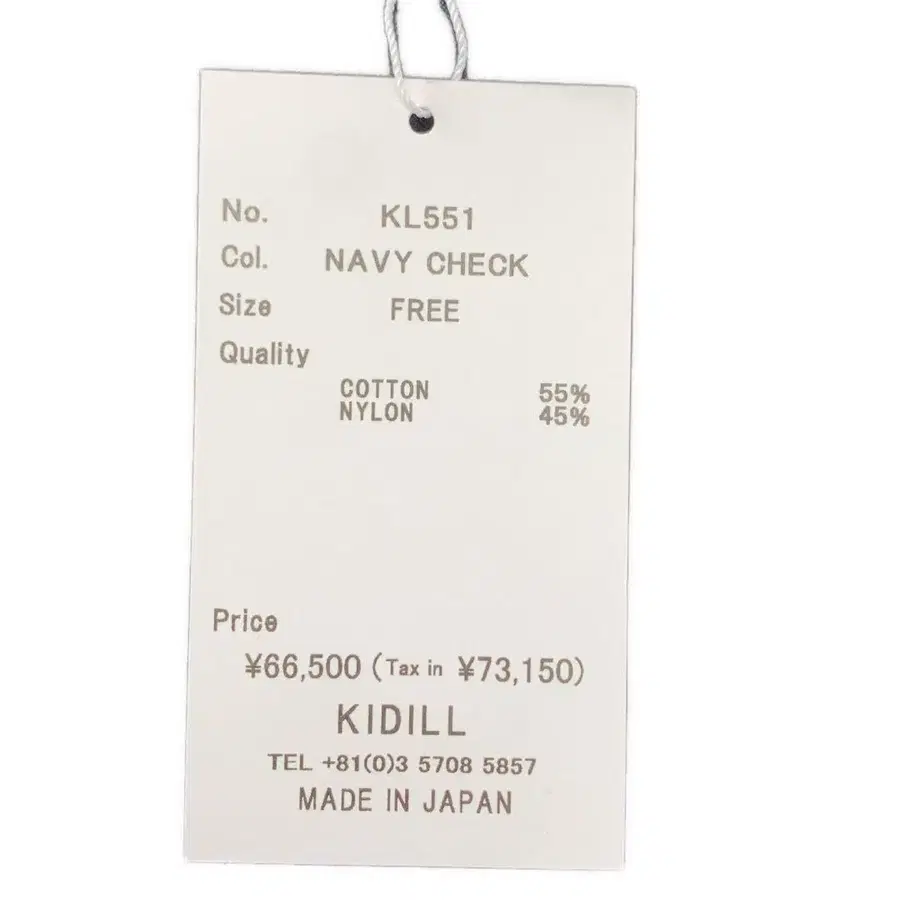 No. KL551
Col. NAVY CHECK
Size FREE
Quality
COTTON 55%
NYLON 45%
Price
¥66,500 (Tax in ¥73,150)
KIDILL
TEL +81(0)3 5708 5857
MADE IN JAPAN